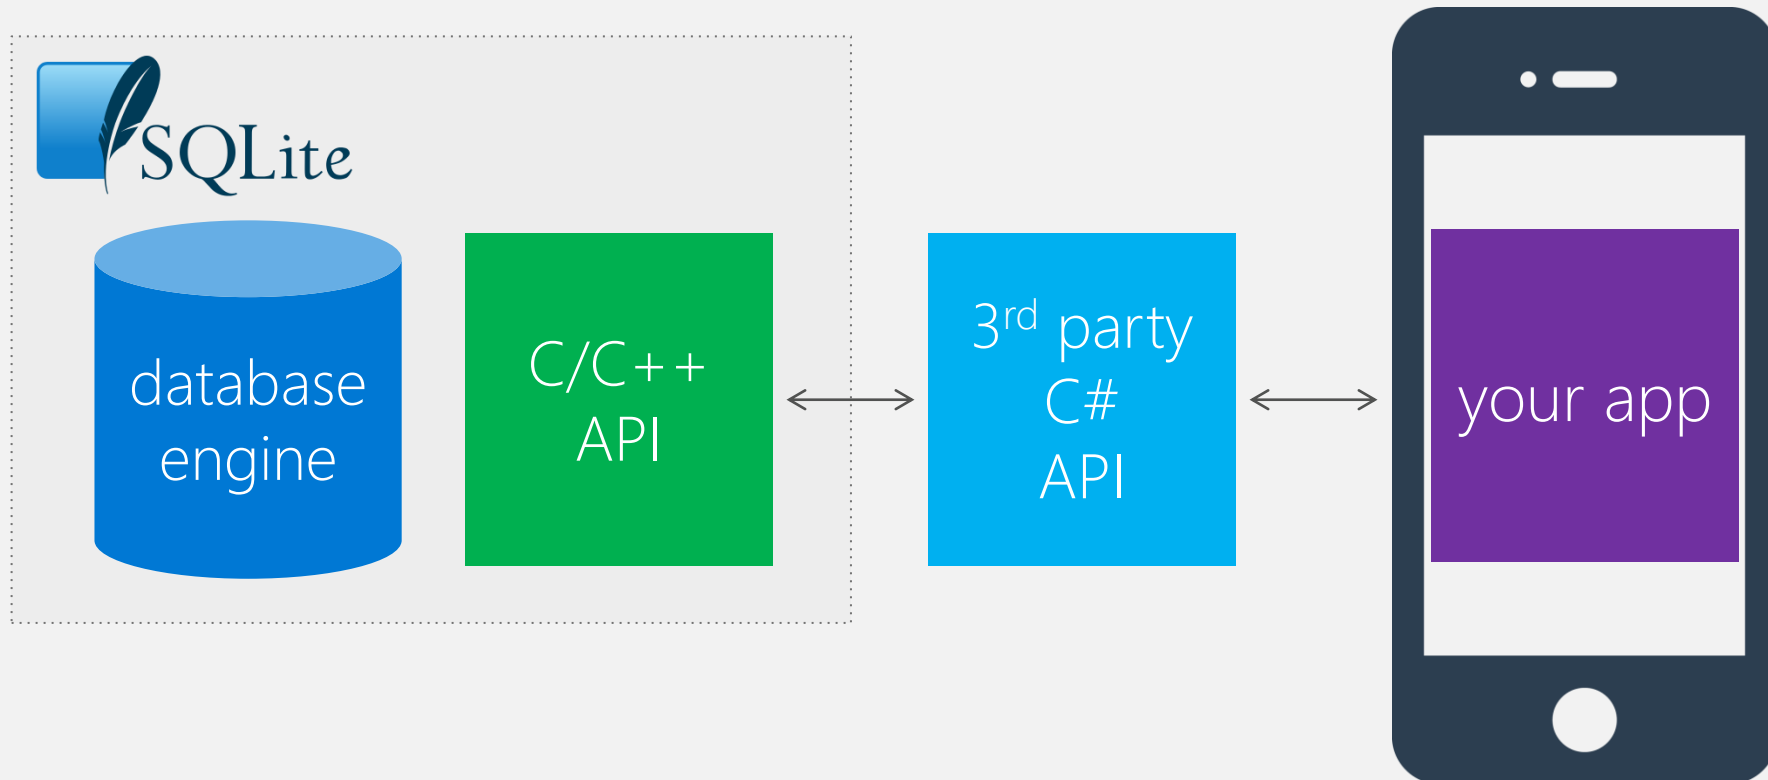 SQLite
database
engine
C/C++
API
3rd party
C#
API
your app